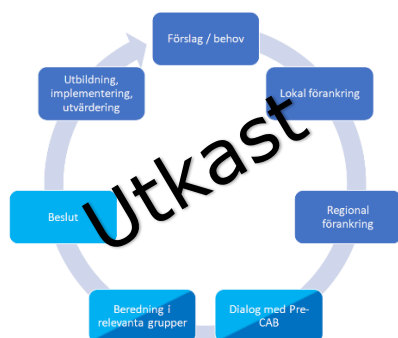 Förslag / behov
Lokal förankring
Regional
förankring
Dialog med Pre-
CAB
Beredning i
relevanta grupper
Beslut
Utbildning,
implementering,
utvärdering
Utkast